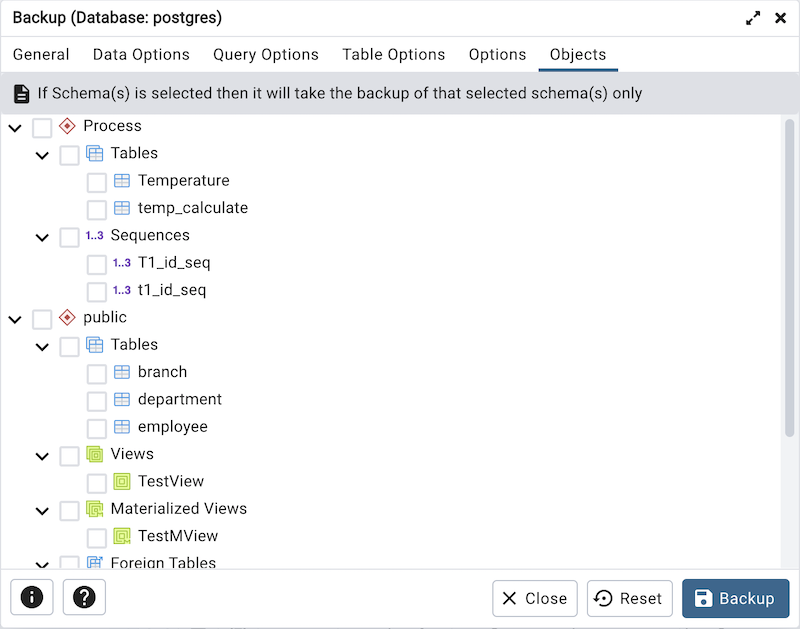 Backup (Database: postgres)
General Data Options Query Options Table Options Options Objects
If Schema(s) is selected then it will take the backup of that selected schema(s) only
Process
Tables
Temperature
temp_calculate
1..3 Sequences
1..3 T1_id_seq
1..3 t1_id_seq
public
Tables
branch
department
employee
Views
TestView
Materialized Views
TestMView
Foreign Tables
Close Reset Backup